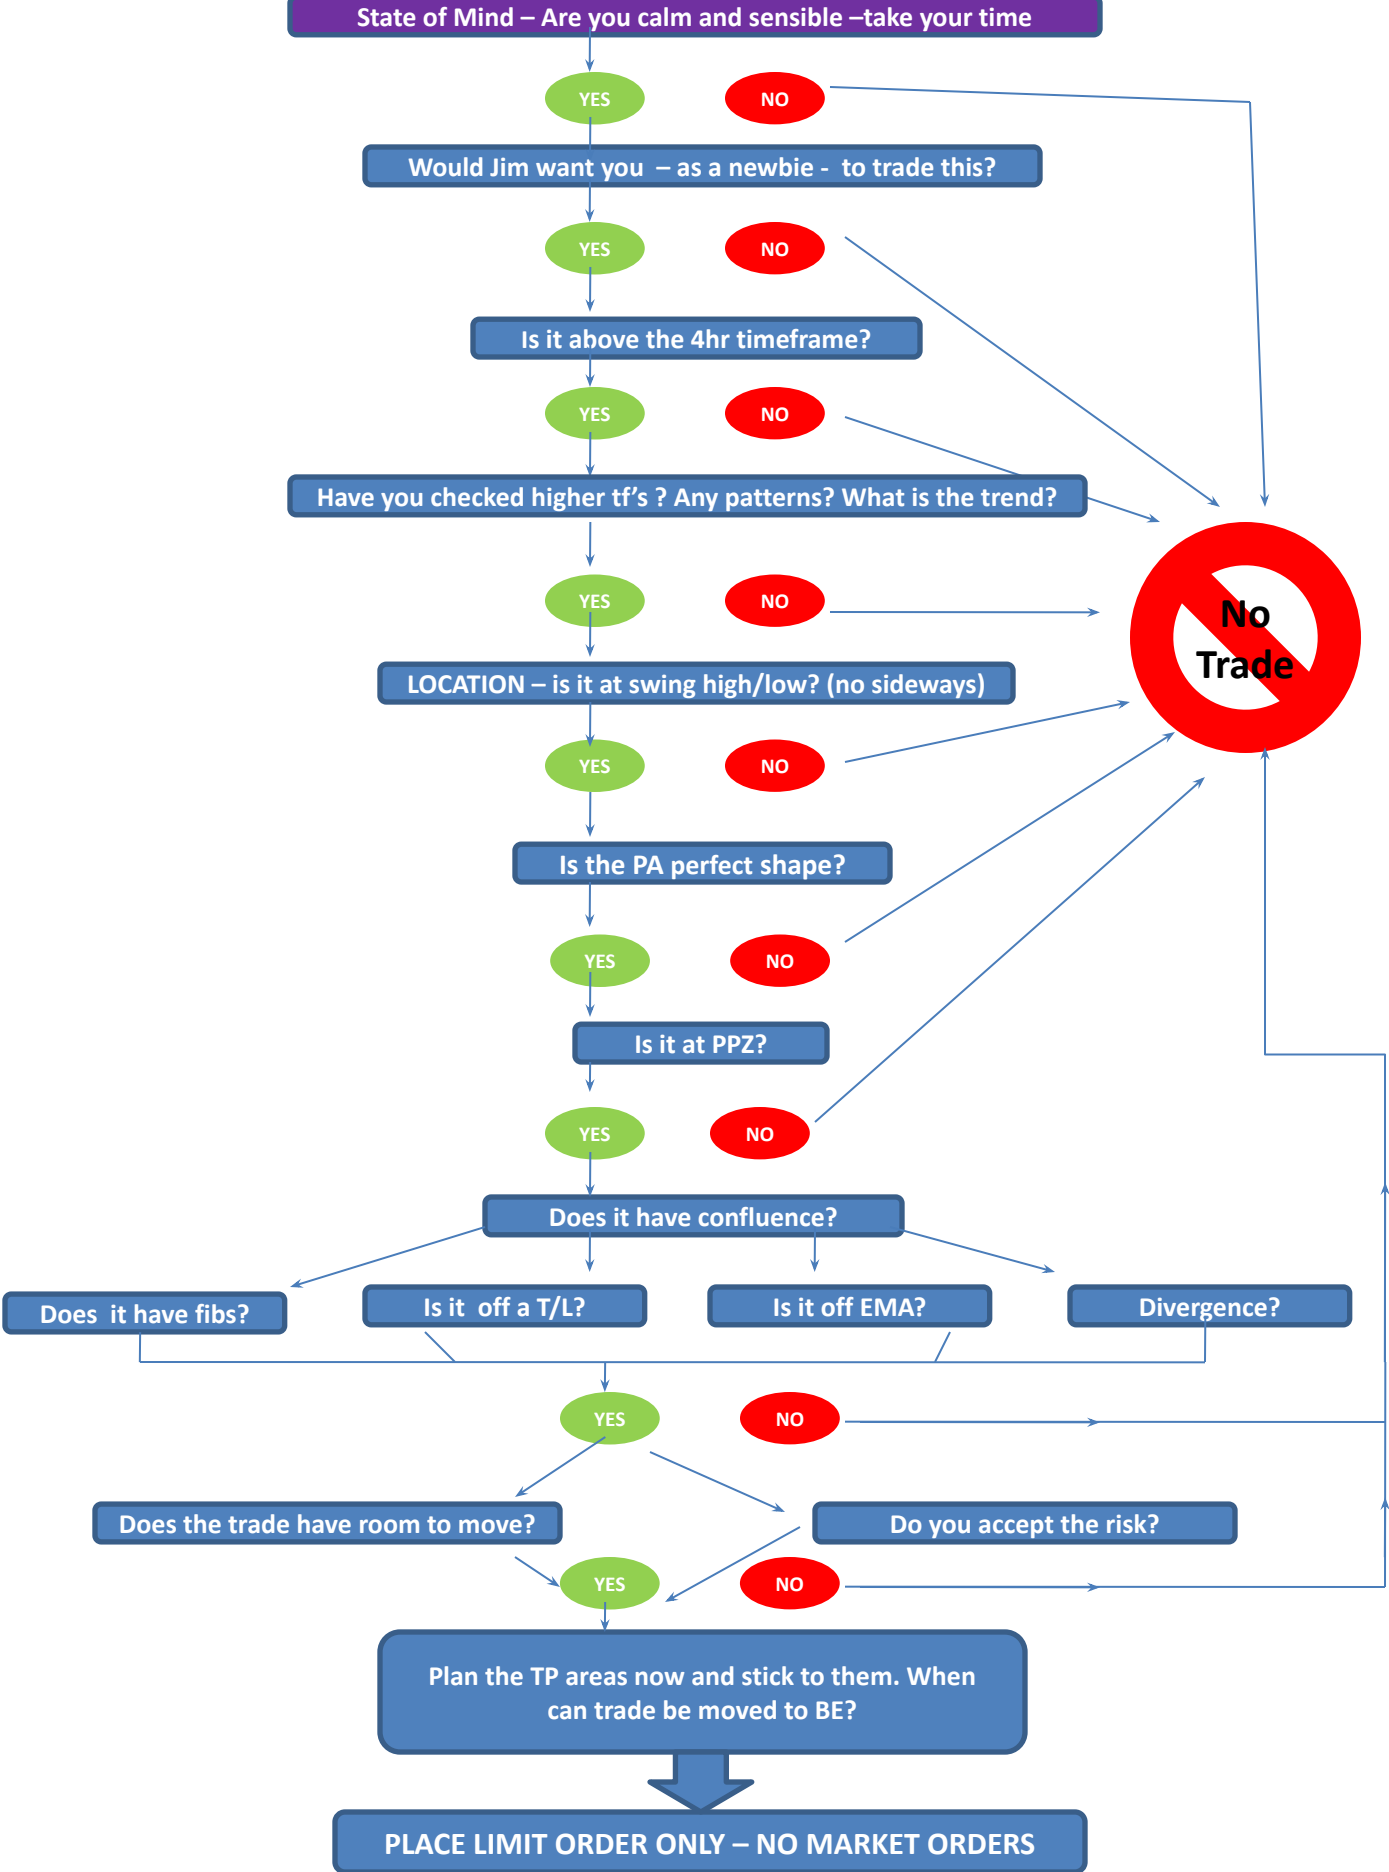 State of Mind – Are you calm and sensible –take your time
YES
NO
Would Jim want you – as a newbie - to trade this?
YES
NO
Is it above the 4hr timeframe?
YES
NO
Have you checked higher tf's ? Any patterns? What is the trend?
YES
NO
No
Trade
LOCATION – is it at swing high/low? (no sideways)
YES
NO
Is the PA perfect shape?
YES
NO
Is it at PPZ?
YES
NO
Does it have confluence?
Does it have fibs?
Is it off a T/L?
Is it off EMA?
Divergence?
YES
NO
Does the trade have room to move?
Do you accept the risk?
YES
NO
Plan the TP areas now and stick to them. When
can trade be moved to BE?
PLACE LIMIT ORDER ONLY – NO MARKET ORDERS